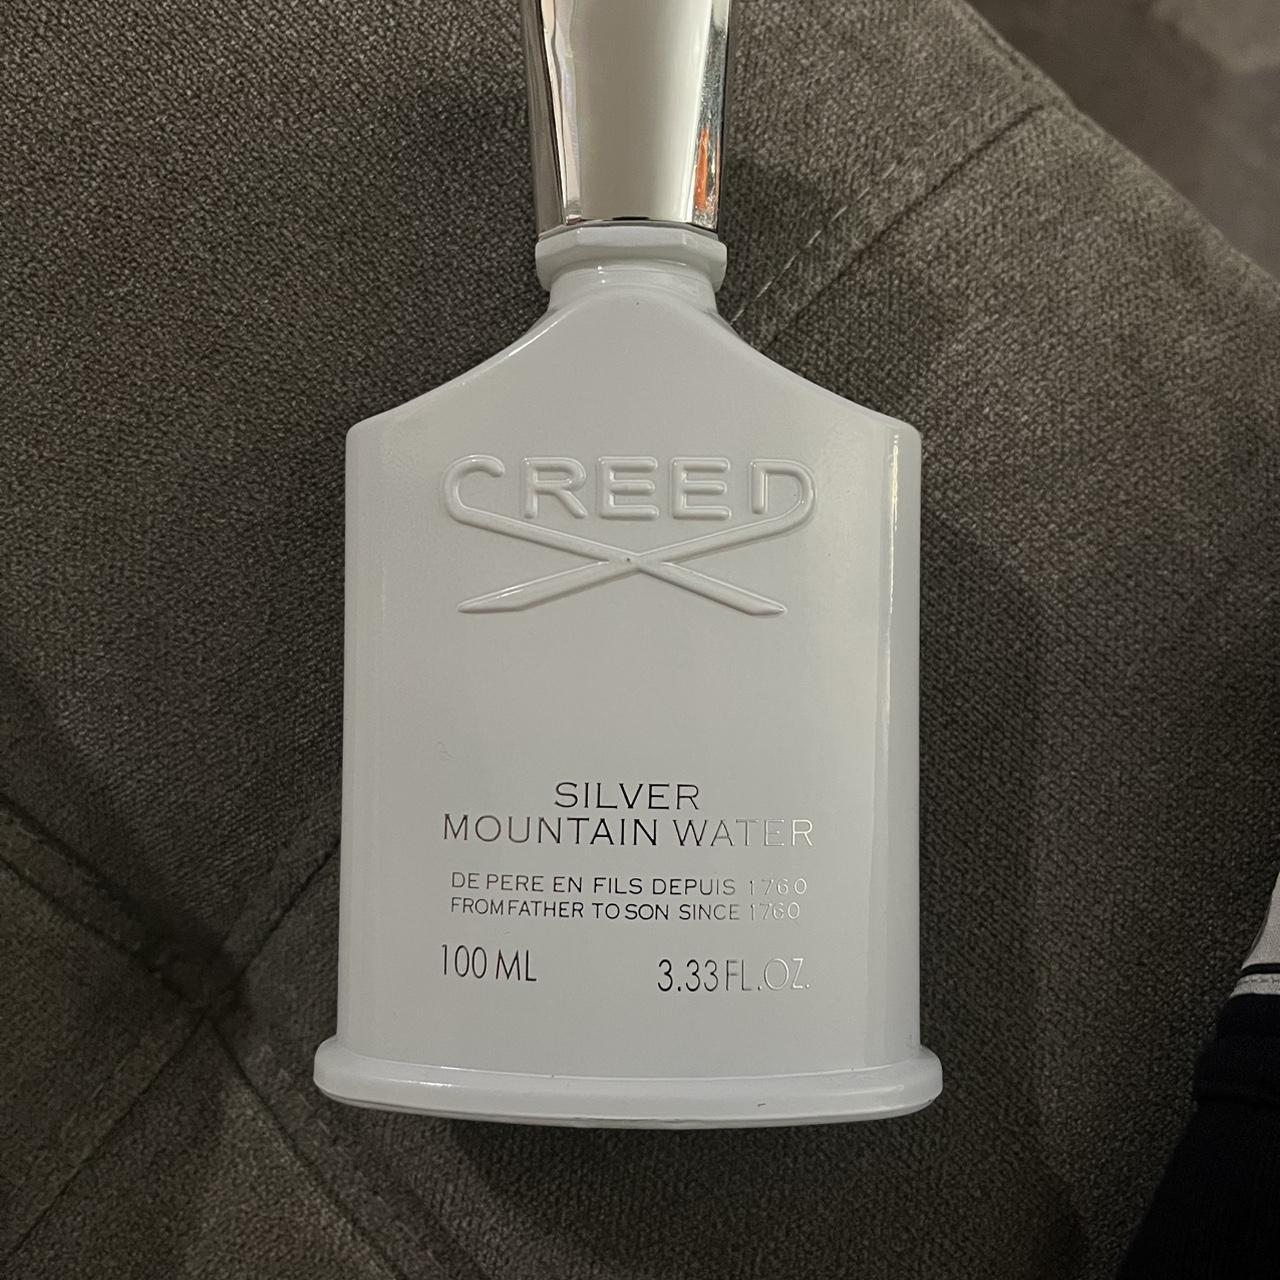 CREED
SILVER
MOUNTAIN WATER
DE PERE EN FILS DEPUIS 1760
FROM FATHER TO SON SINCE 1760
100 ML 3.33 FL.OZ.